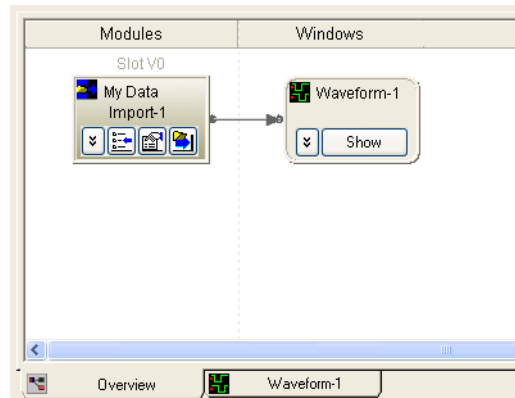 Modules Windows
Slot V0
My Data
Import-1
Waveform-1
Show
Overview Waveform-1